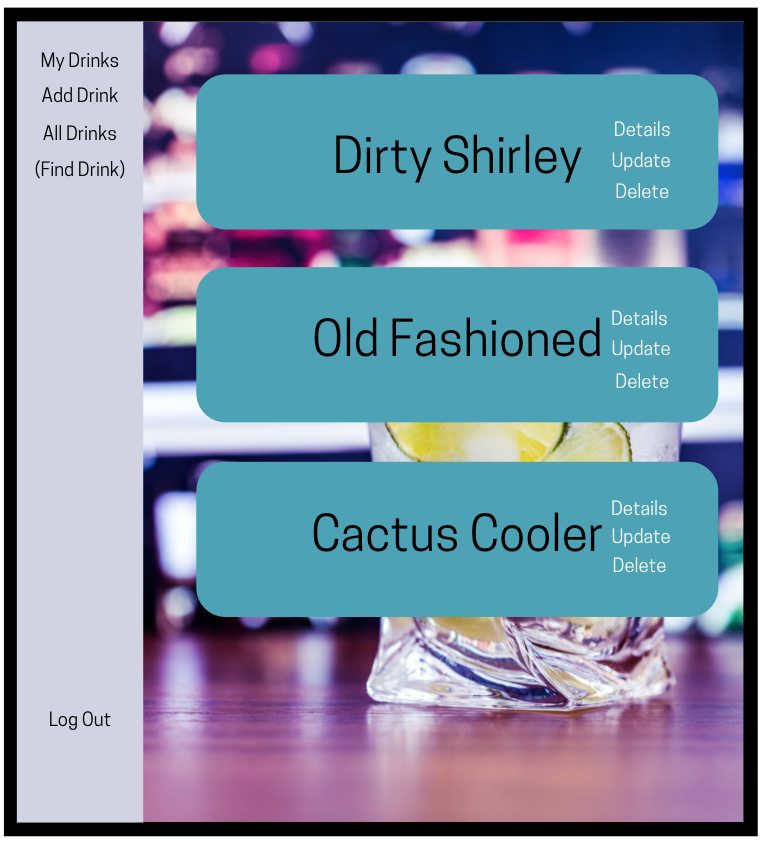 My Drinks
Add Drink
All Drinks
(Find Drink)
Log Out
Dirty Shirley
Details
Update
Delete
Old Fashioned
Details
Update
Delete
Cactus Cooler
Details
Update
Delete